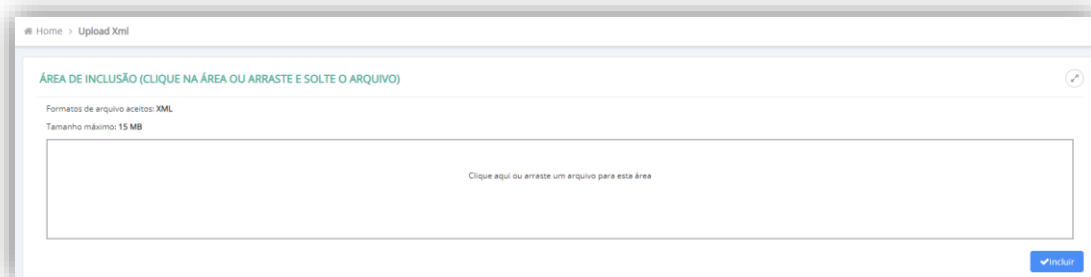 Home > Upload Xml
ÁREA DE INCLUSÃO (CLIQUE NA ÁREA OU ARRASTE E SOLTE O ARQUIVO)
Formatos de arquivo aceitos: XML
Tamanho máximo: 15 MB
Clique aqui ou arraste um arquivo para esta área
Incluir